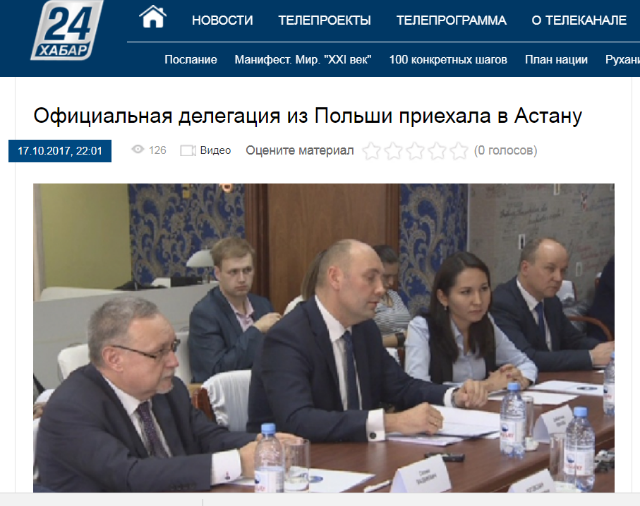 24
ХАБАР
НОВОСТИ ТЕЛЕПРОЕКТЫ ТЕЛЕПРОГРАММА О ТЕЛЕКАНАЛЕ
Послание Манифест. Мир. "XXI век" 100 конкретных шагов План нации Рухани
Официальная делегация из Польши приехала в Астану
17.10.2017, 22:01 126 Видео Оцените материал (0 голосов)